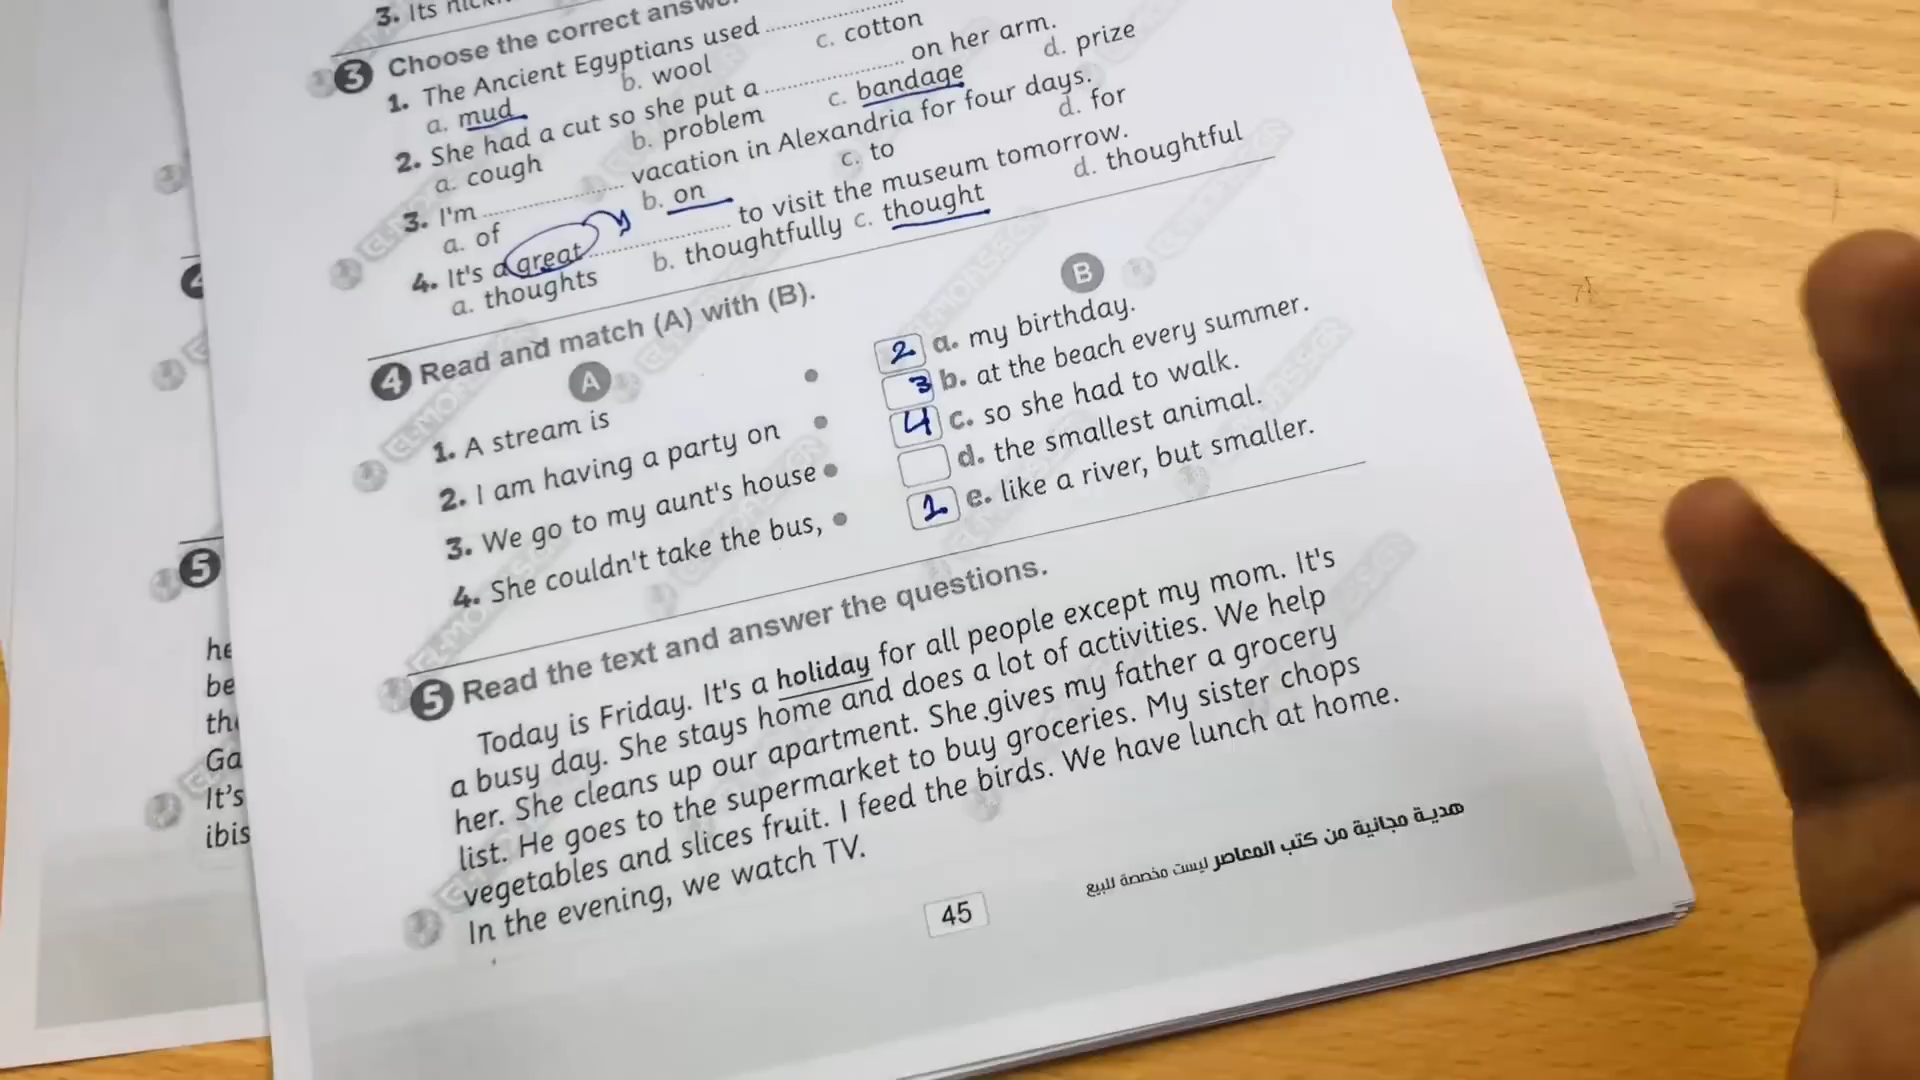 3. Its
3 Choose the correct
1. The Ancient Egyptians used ..........
a. mud b. wool c. cotton
2. She had a cut so she put a .......... on her arm.
a. cough b. problem c. bandage d. prize
3. I'm .......... vacation in Alexandria for four days.
a. of b. on c. to d. for
4. It's a great .......... to visit the museum tomorrow.
a. thoughts b. thoughtfully c. thought d. thoughtful
4 Read and match (A) with (B).
A B
1. A stream is
2. I am having a party on
3. We go to my aunt's house
4. She couldn't take the bus,
2 a. my birthday.
3 b. at the beach every summer.
4 c. so she had to walk.
d. the smallest animal.
1 e. like a river, but smaller.
5 Read the text and answer the questions.
Today is Friday. It's a holiday for all people except my mom. It's
a busy day. She stays home and does a lot of activities. We help
her. She cleans up our apartment. She gives my father a grocery
list. He goes to the supermarket to buy groceries. My sister chops
vegetables and slices fruit. I feed the birds. We have lunch at home.
In the evening, we watch TV.
45
هدية مجانية من كتب المعاصر ليست مخصصة للبيع
5
he
be
Ga
It's
ibis